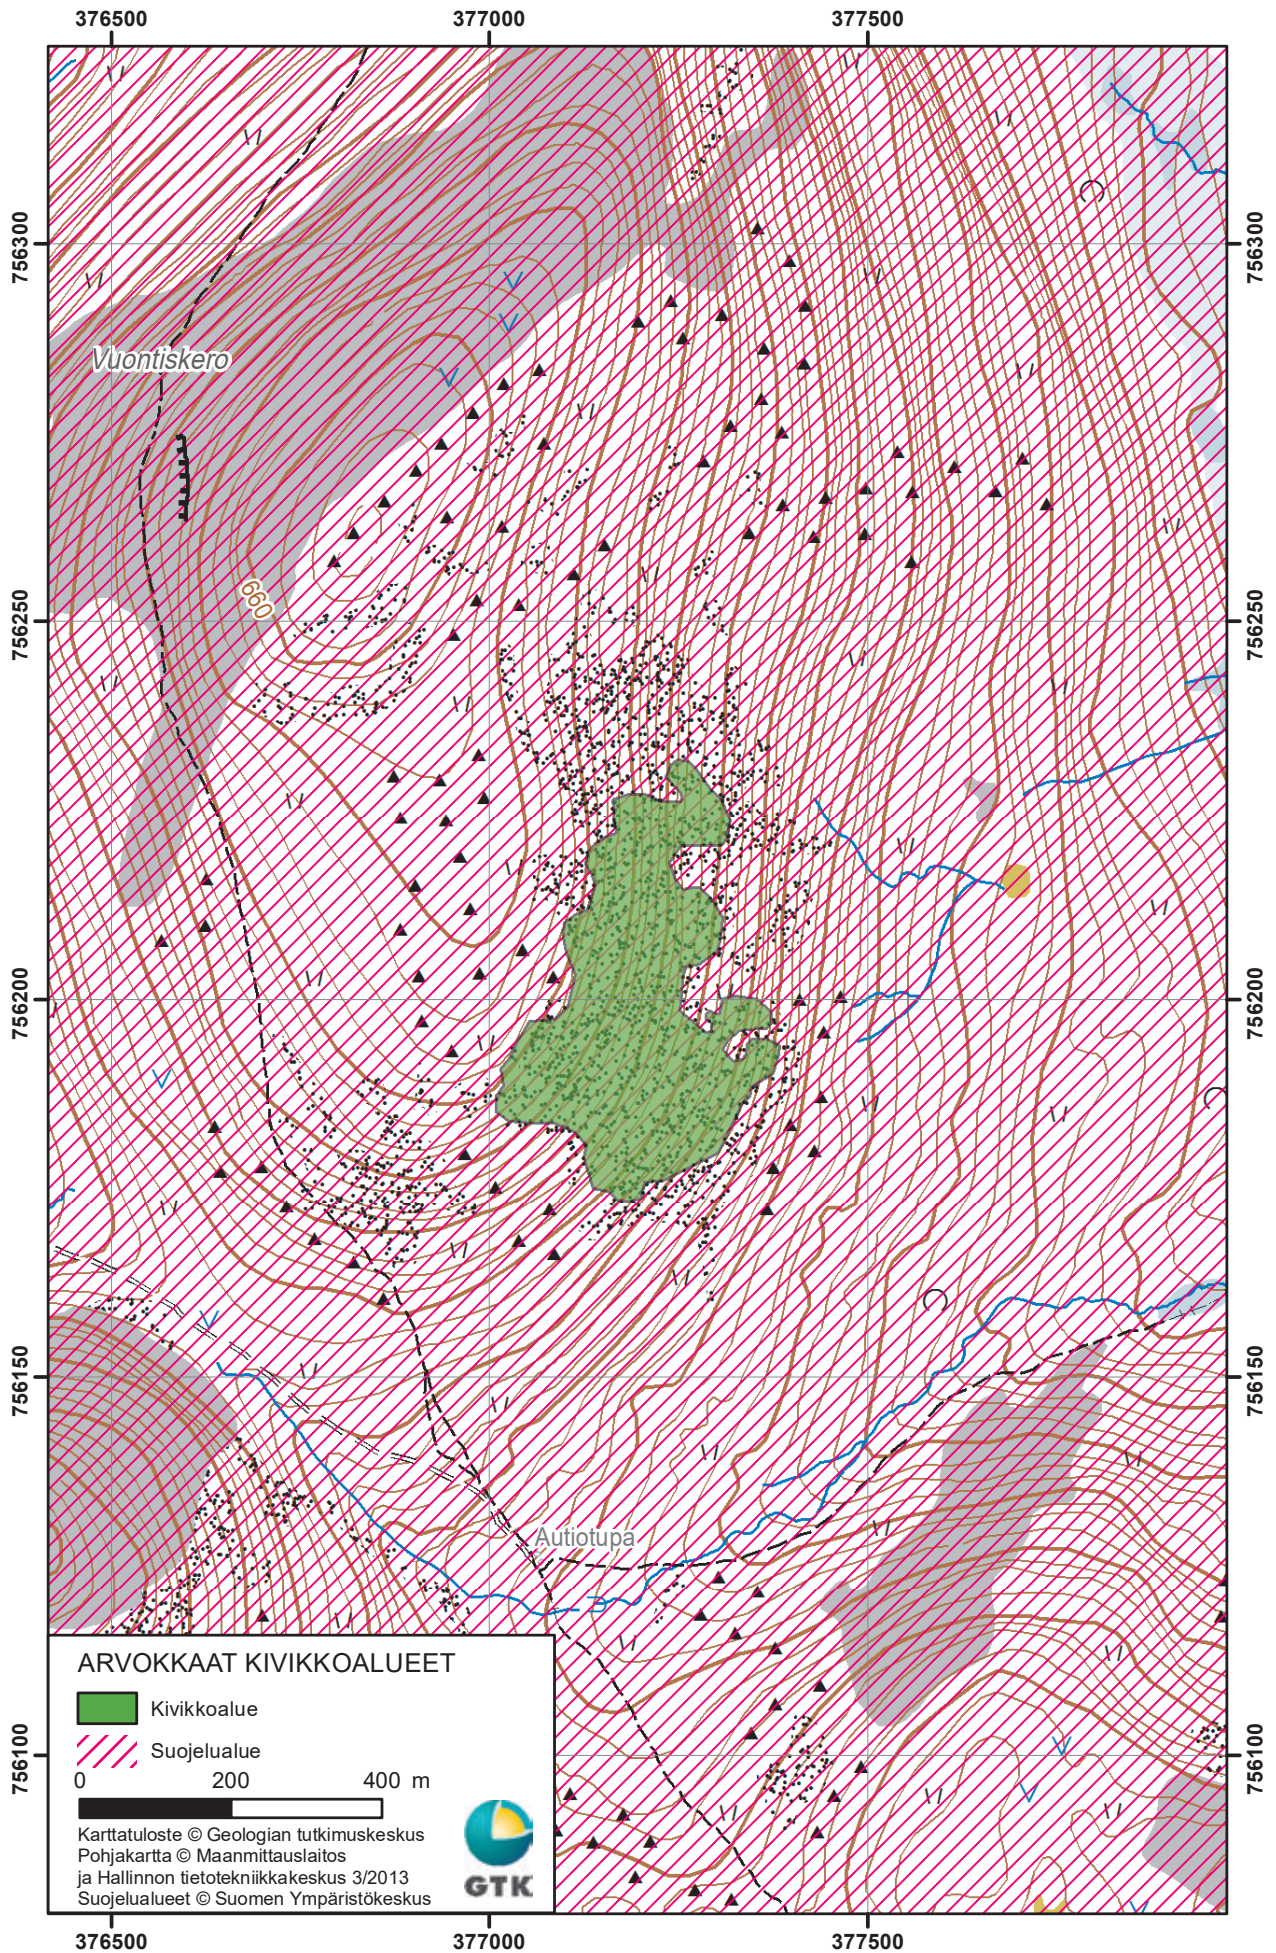 376500 377000 377500
756300 756300
Vuontiskero
660
756250 756250
756200 756200
756150 756150
Autiotupa
ARVOKKAAT KIVIKKOALUEET
Kivikkoalue
Suojelualue
756100 756100
0 200 400 m
Karttatuloste © Geologian tutkimuskeskus
Pohjakartta © Maanmittauslaitos
ja Hallinnon tietotekniikkakeskus 3/2013
Suojelualueet © Suomen Ympäristökeskus
GTK
376500 377000 377500